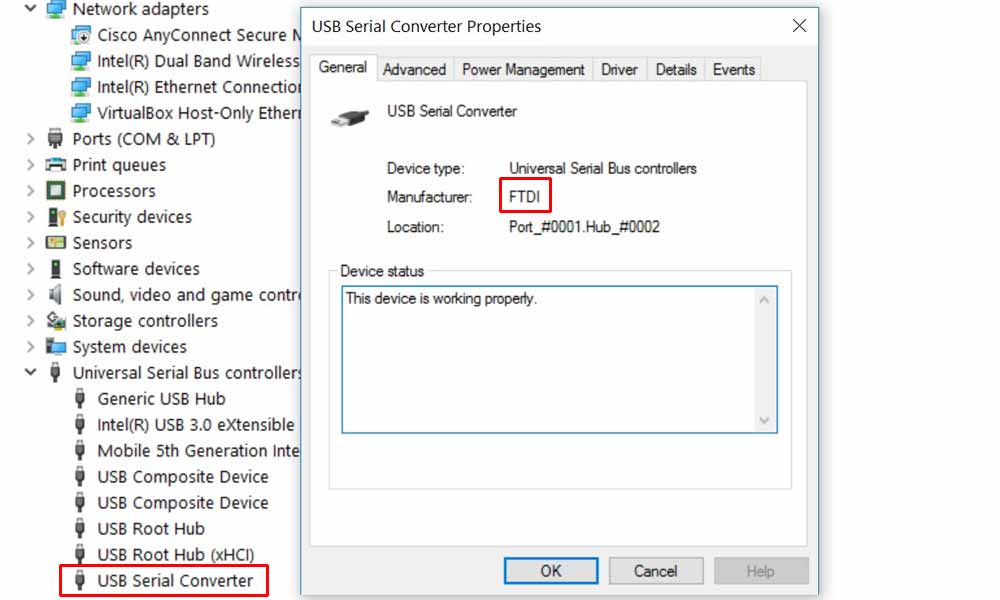 Network adapters
Cisco AnyConnect Secure M
Intel(R) Dual Band Wireless
Intel(R) Ethernet Connection
VirtualBox Host-Only Ethern
Ports (COM & LPT)
Print queues
Processors
Security devices
Sensors
Software devices
Sound, video and game contro
Storage controllers
System devices
Universal Serial Bus controllers
Generic USB Hub
Intel(R) USB 3.0 eXtensible
Mobile 5th Generation Inte
USB Composite Device
USB Composite Device
USB Root Hub
USB Root Hub (xHCI)
USB Serial Converter
USB Serial Converter Properties
General Advanced Power Management Driver Details Events
USB Serial Converter
Device type: Universal Serial Bus controllers
Manufacturer: FTDI
Location: Port_#0001.Hub_#0002
Device status
This device is working properly.
OK Cancel Help